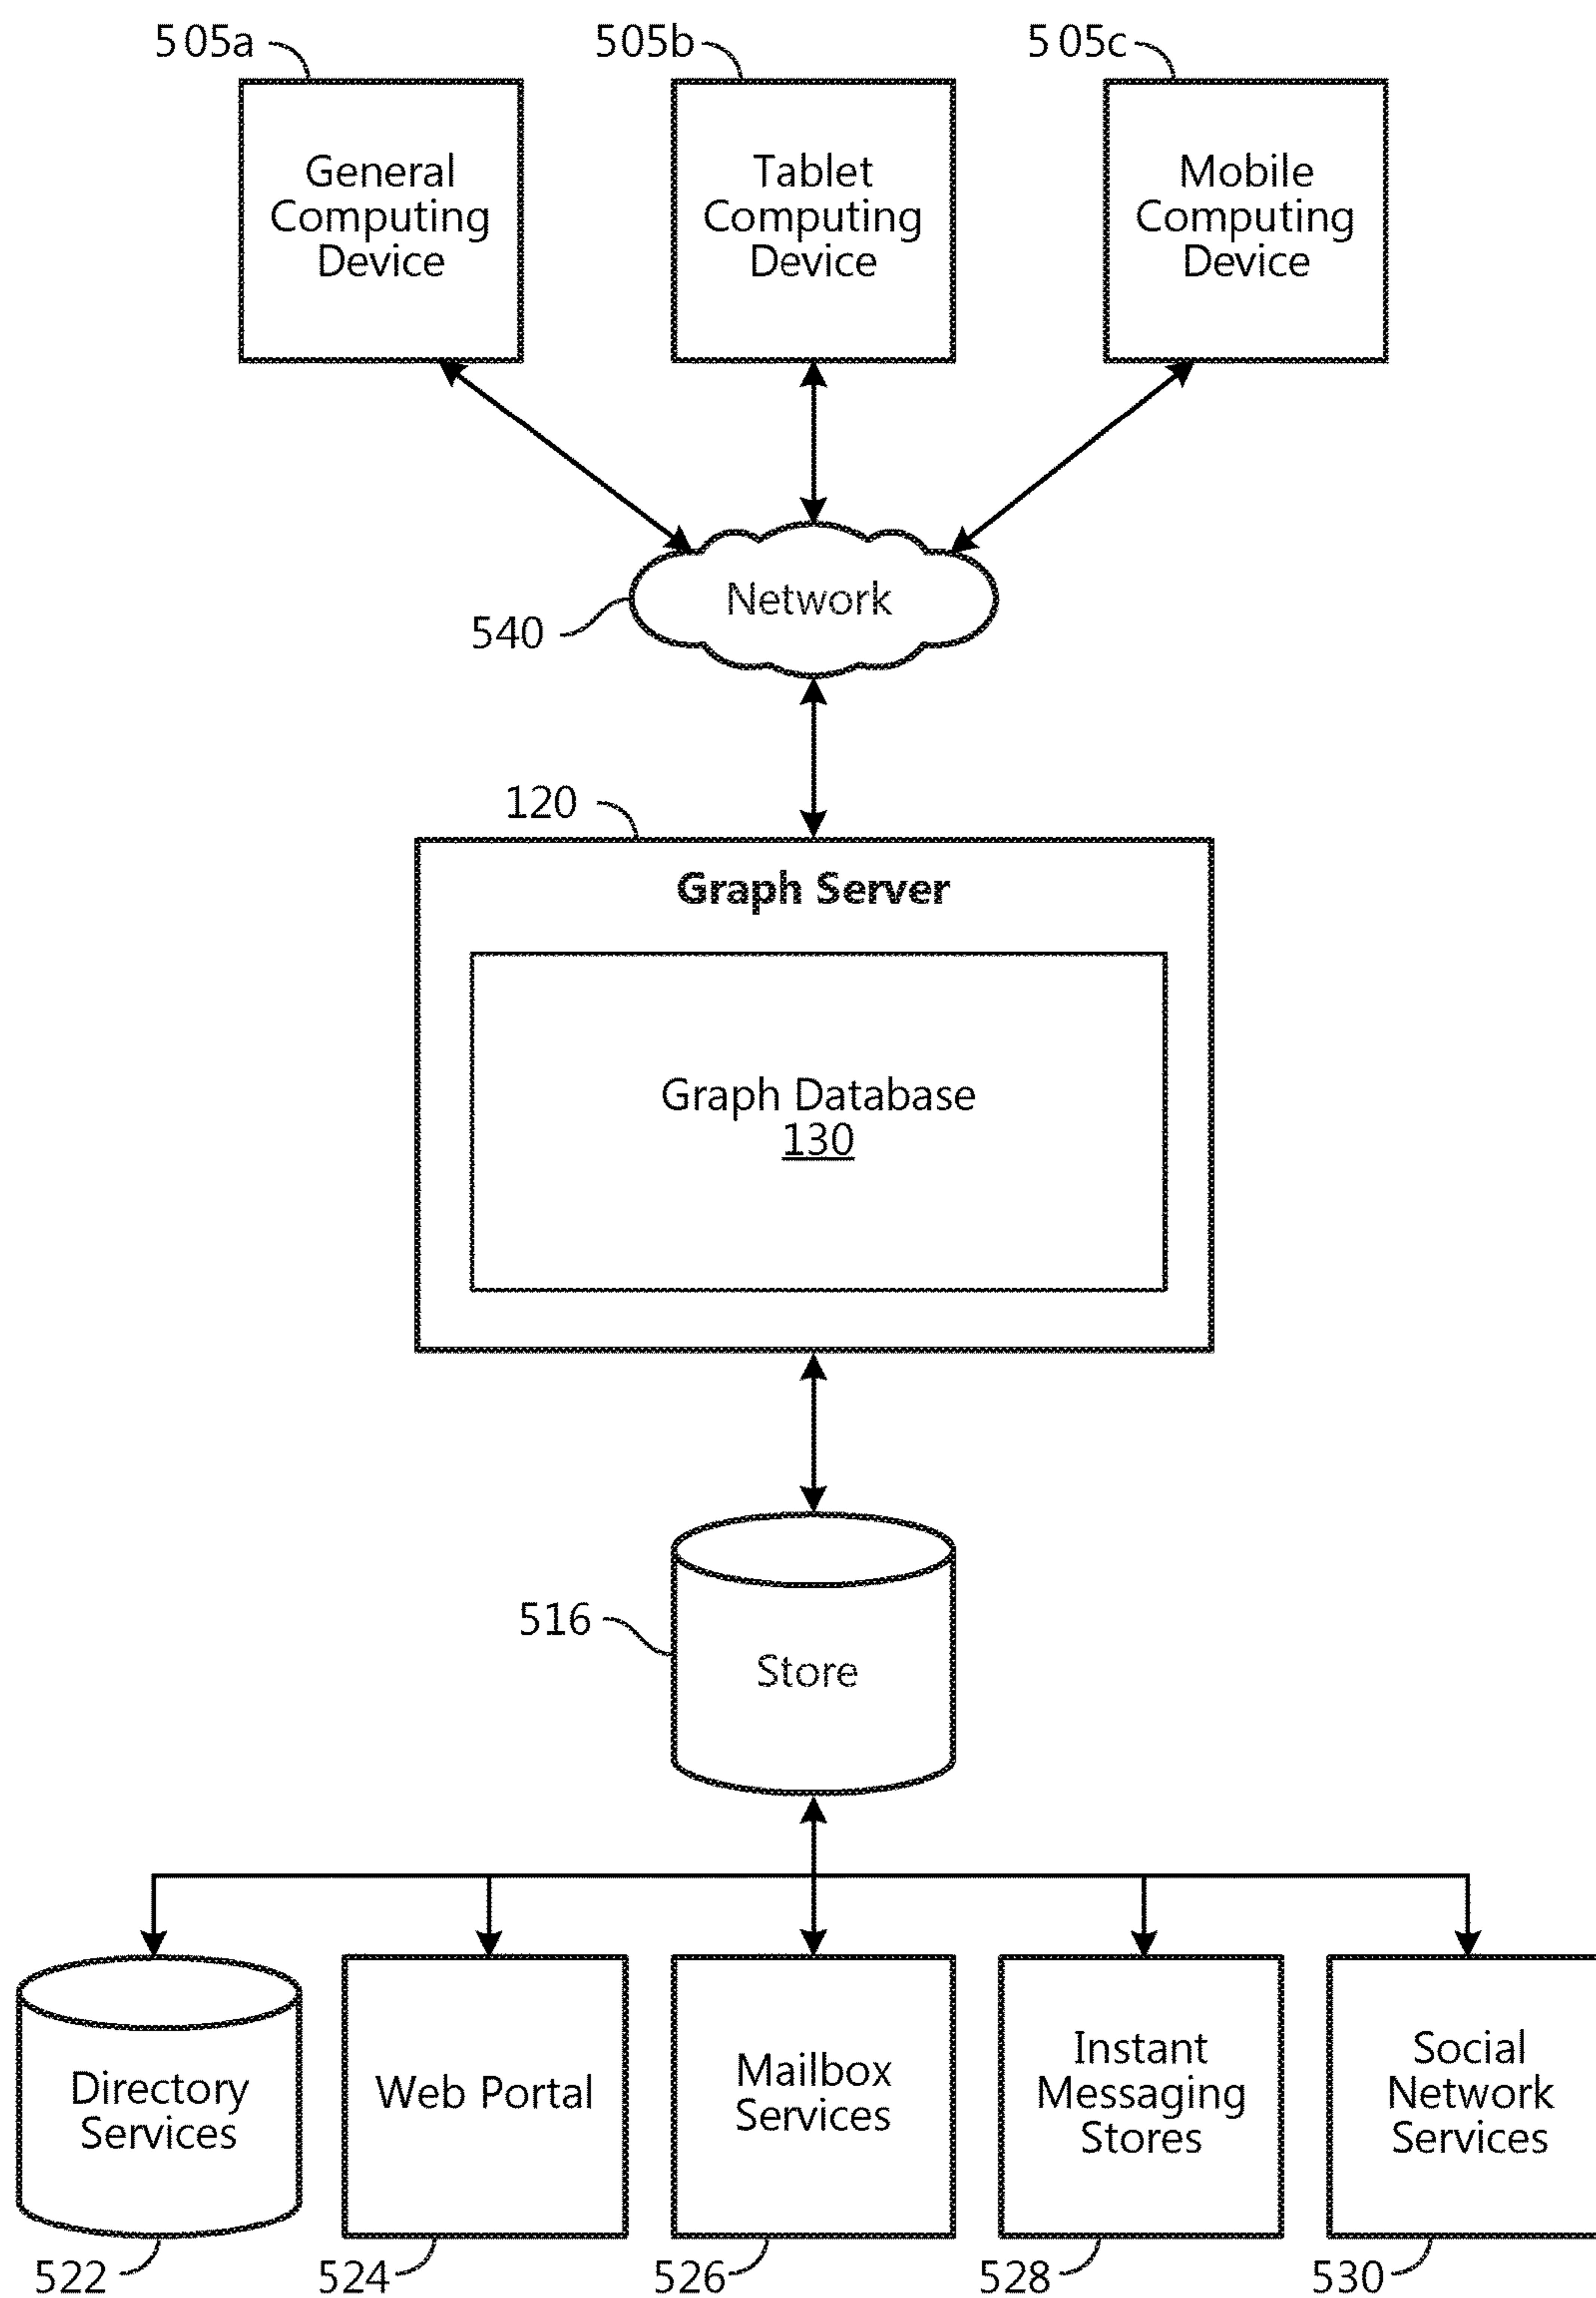 505a
505b
505c
General
Computing
Device
Tablet
Computing
Device
Mobile
Computing
Device
Network
540
120
Graph Server
Graph Database
130
516
Store
Directory
Services
Web Portal
Mailbox
Services
Instant
Messaging
Stores
Social
Network
Services
522
524
526
528
530